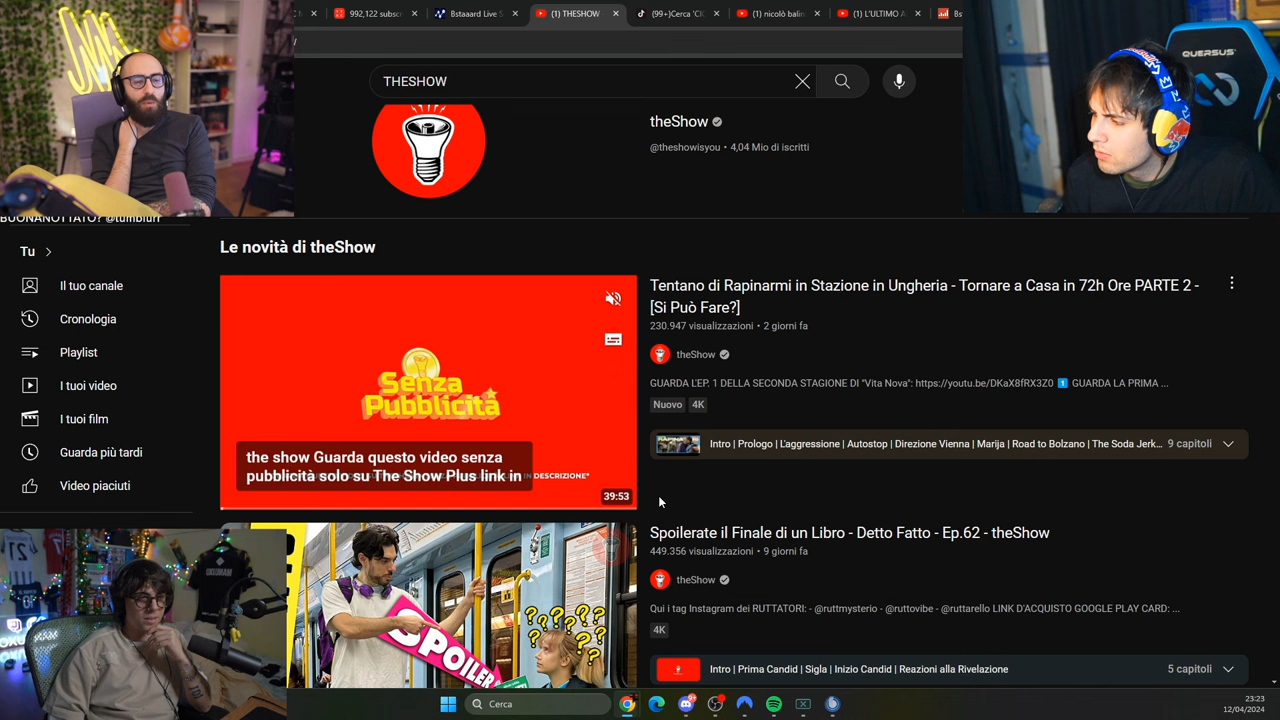 992,122 subsc
Bstaaard Live S
(1) THESHOW
(99+)Cerca 'CI
(1) nicolò balin
(1) L'ULTIMO A
THESHOW
QUERSUS
theShow
@theshowisyou • 4,04 Mio di iscritti
BUONANOTTATO? @tumblurr
Tu
Il tuo canale
Cronologia
Playlist
I tuoi video
I tuoi film
Guarda più tardi
Video piaciuti
Le novità di theShow
Senza
Pubblicità
the show Guarda questo video senza
pubblicità solo su The Show Plus link in
IN DESCRIZIONE*
39:53
Tentano di Rapinarmi in Stazione in Ungheria - Tornare a Casa in 72h Ore PARTE 2 -
[Si Può Fare?]
230.947 visualizzazioni • 2 giorni fa
theShow
GUARDA L'EP. 1 DELLA SECONDA STAGIONE DI "Vita Nova": https://youtu.be/DKaX8fRX3Z0 1️⃣ GUARDA LA PRIMA ...
Nuovo 4K
Intro | Prologo | L'aggressione | Autostop | Direzione Vienna | Marija | Road to Bolzano | The Soda Jerk... 9 capitoli
SPOILER
? ? ? ? ? ? ?
Spoilerate il Finale di un Libro - Detto Fatto - Ep.62 - theShow
449.356 visualizzazioni • 9 giorni fa
theShow
Qui i tag Instagram dei RUTTATORI: - @ruttmysterio - @ruttovibe - @ruttarello LINK D'ACQUISTO GOOGLE PLAY CARD: ...
4K
Intro | Prima Candid | Sigla | Inizio Candid | Reazioni alla Rivelazione 5 capitoli
21
10
Cerca
23:23
12/04/2024